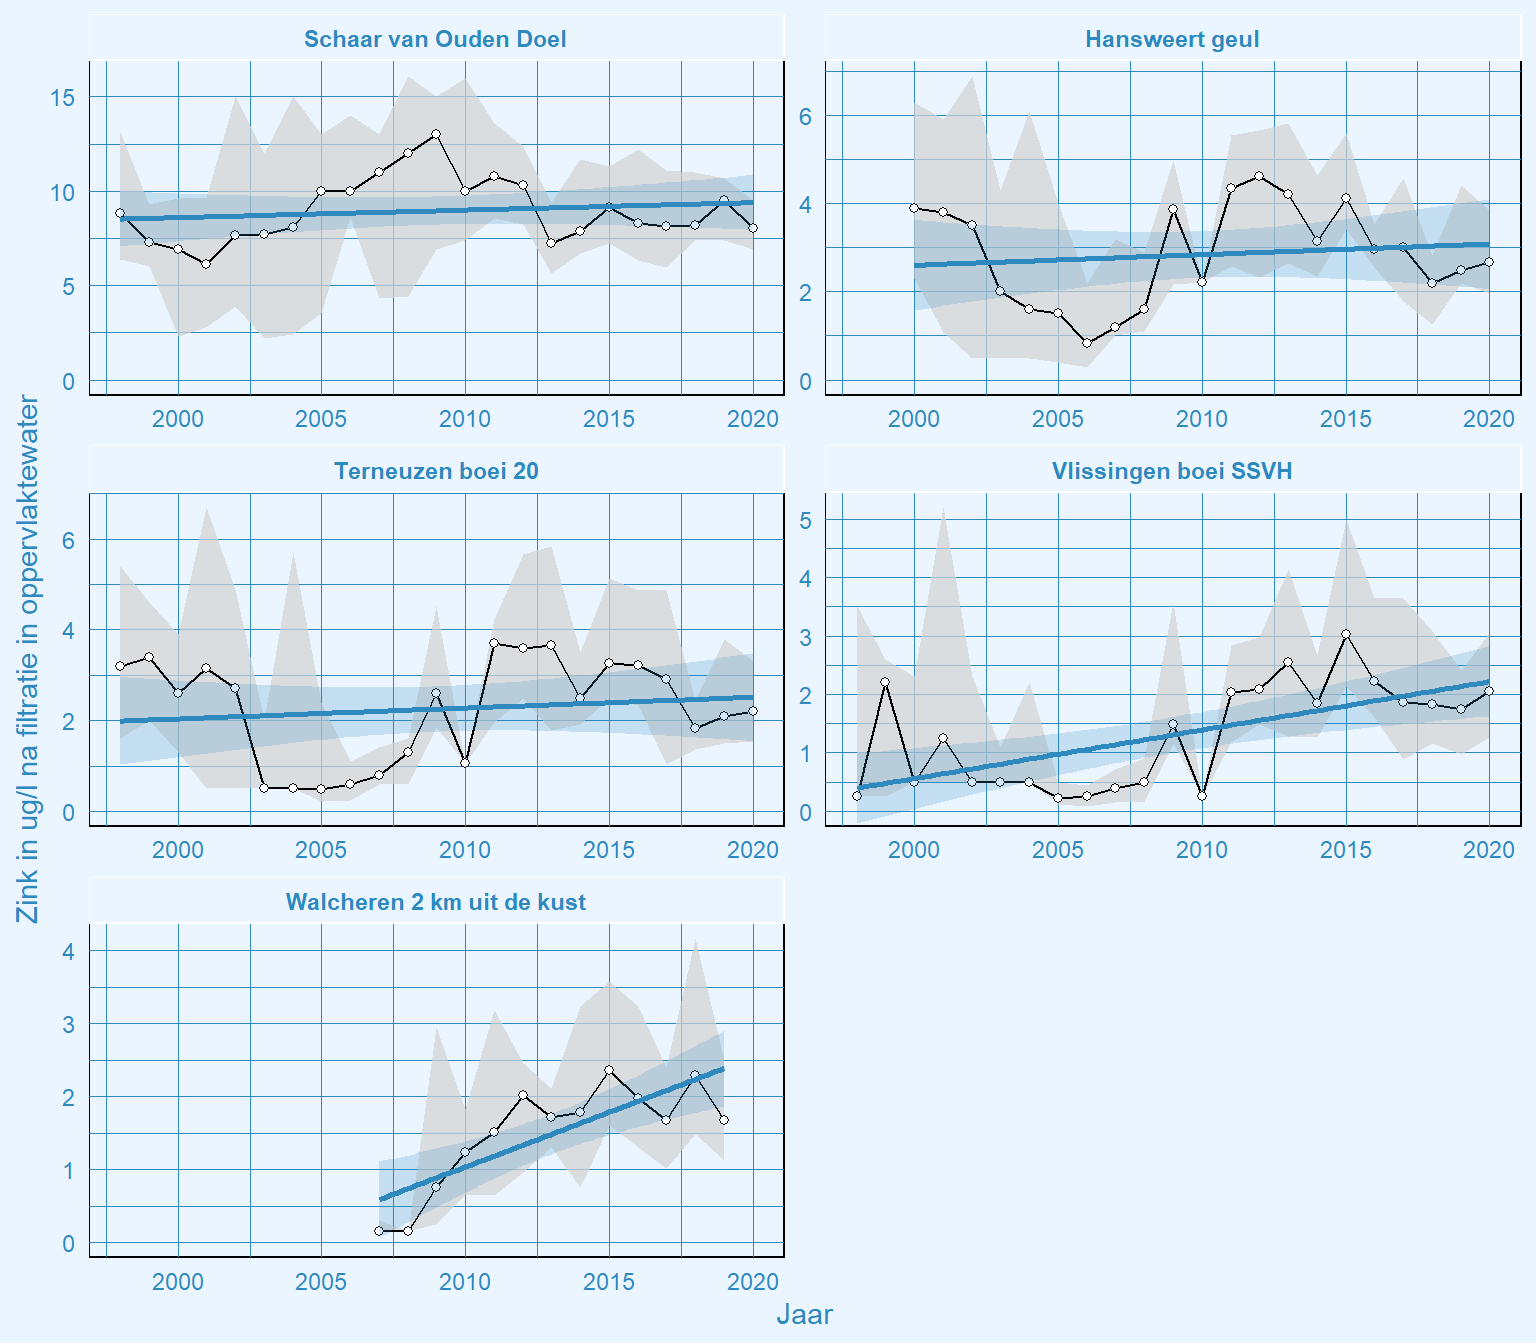 Schaar van Ouden Doel
Hansweert geul
15
10
5
0
6
4
2
0
2000 2005 2010 2015 2020
2000 2005 2010 2015 2020
Terneuzen boei 20
Vlissingen boei SSVH
6
4
2
0
5
4
3
2
1
0
2000 2005 2010 2015 2020
2000 2005 2010 2015 2020
Walcheren 2 km uit de kust
4
3
2
1
0
2000 2005 2010 2015 2020
Jaar
Zink in ug/l na filtratie in oppervlaktewater